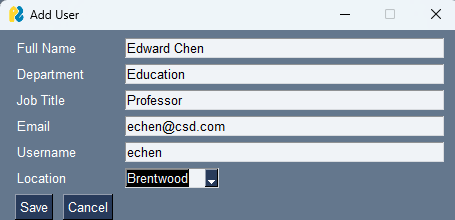 Add User
Full Name Edward Chen
Department Education
Job Title Professor
Email echen@csd.com
Username echen
Location Brentwood
Save Cancel